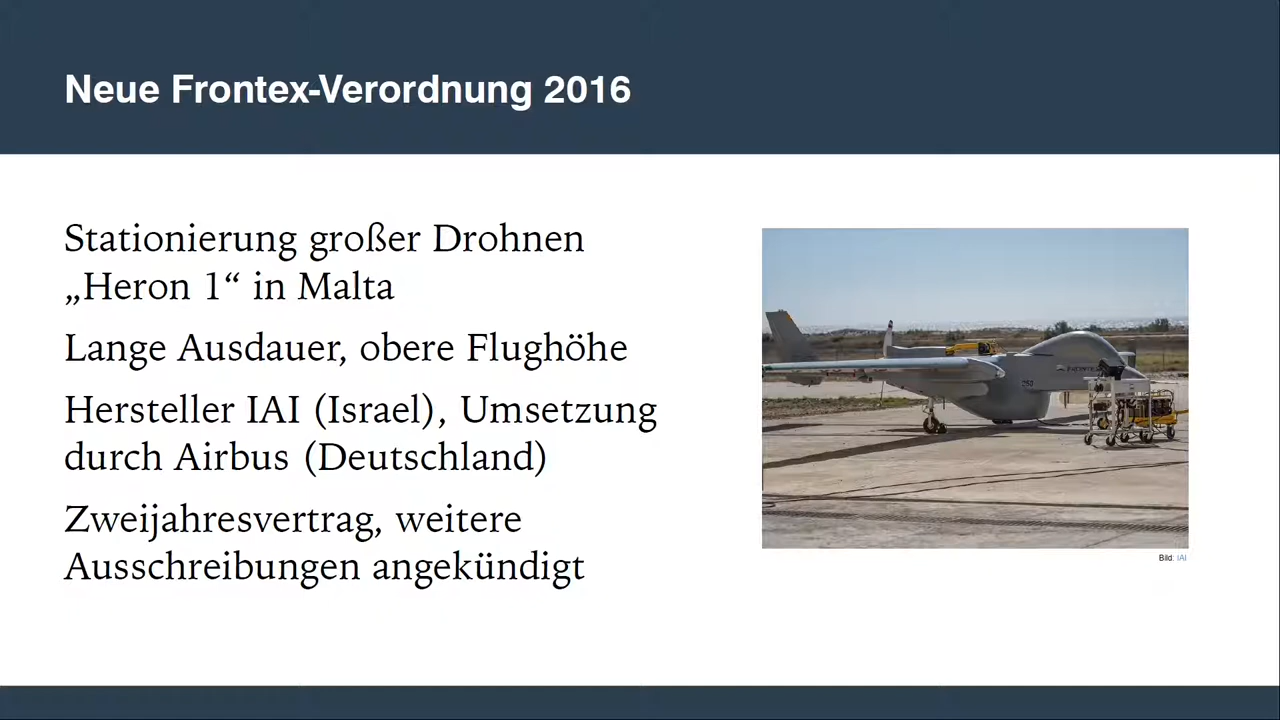 Neue Frontex-Verordnung 2016
Stationierung großer Drohnen
„Heron 1“ in Malta
Lange Ausdauer, obere Flughöhe
Hersteller IAI (Israel), Umsetzung
durch Airbus (Deutschland)
Zweijahresvertrag, weitere
Ausschreibungen angekündigt
253
Bild: IAI